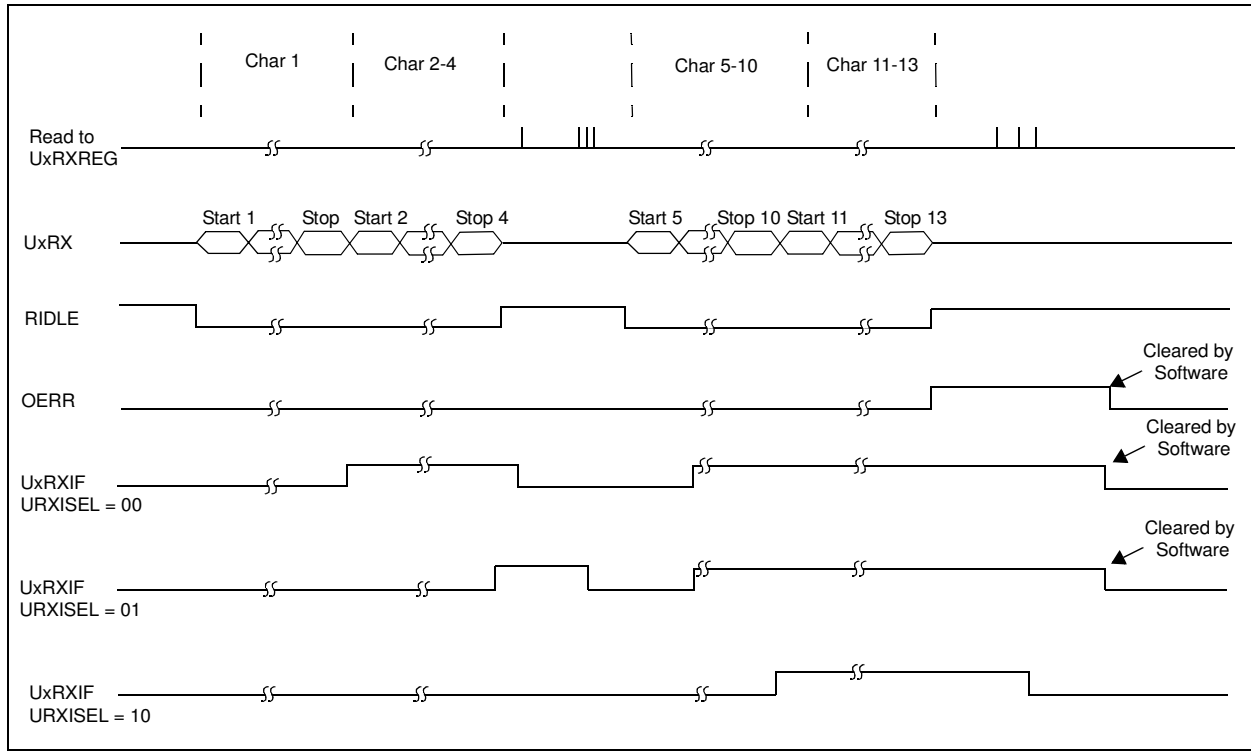 Char 1
Char 2-4
Char 5-10
Char 11-13
Read to
UxRXREG
Start 1
Stop
Start 2
Stop 4
Start 5
Stop 10
Start 11
Stop 13
UxRX
RIDLE
Cleared by
Software
OERR
Cleared by
Software
UxRXIF
URXISEL = 00
Cleared by
Software
UxRXIF
URXISEL = 01
UxRXIF
URXISEL = 10